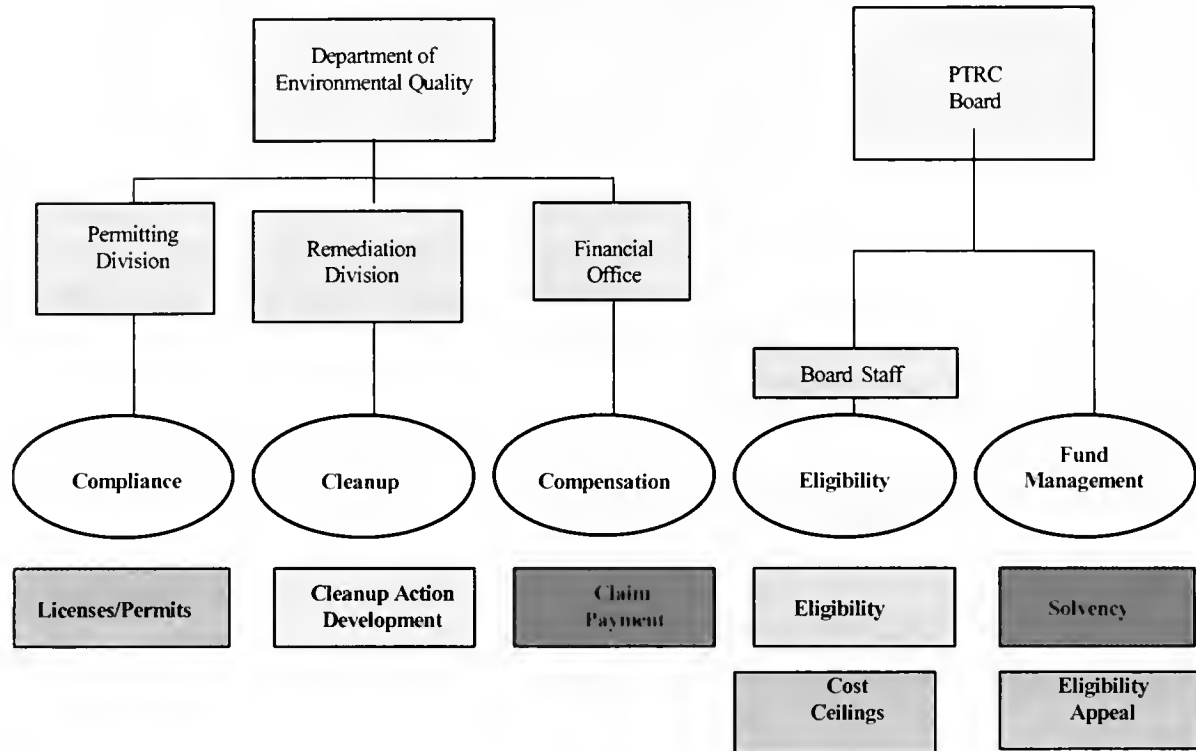 Department of
Environmental Quality
PTRC
Board
Permitting
Division
Remediation
Division
Financial
Office
Board Staff
Compliance
Cleanup
Compensation
Eligibility
Fund
Management
Licenses/Permits
Cleanup Action
Development
Claim
Payment
Eligibility
Solvency
Cost
Ceilings
Eligibility
Appeal